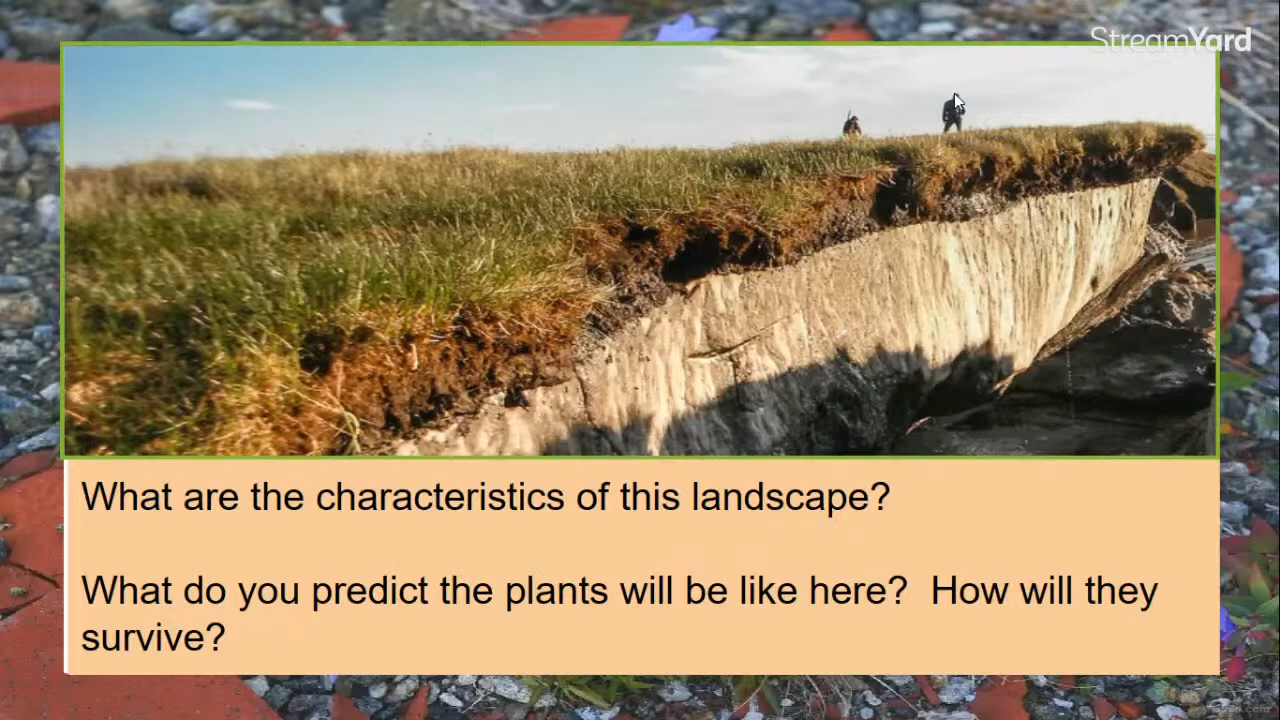 StreamYard
What are the characteristics of this landscape?
What do you predict the plants will be like here?  How will they
survive?